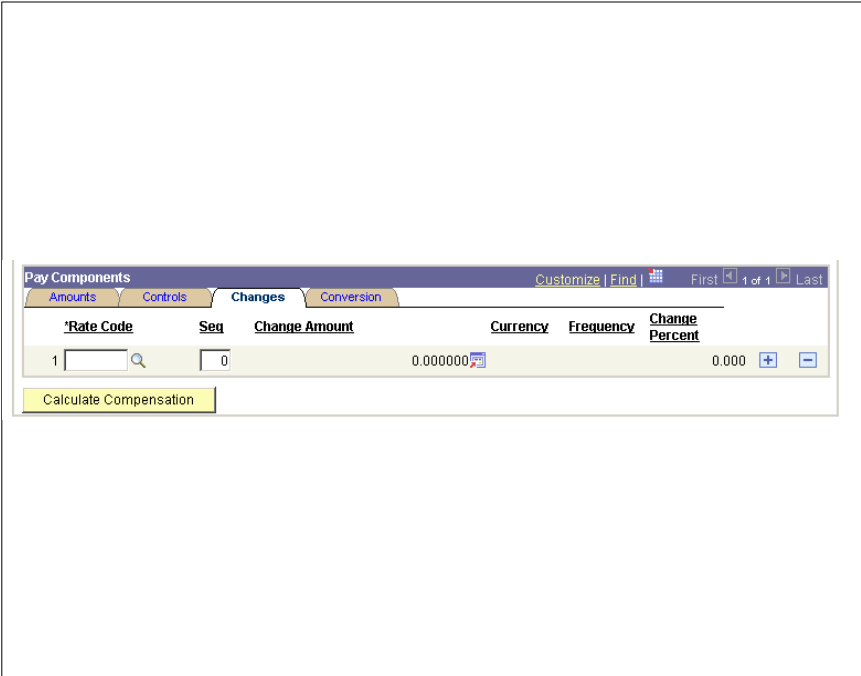 Pay Components Customize | Find | First 1 of 1 Last
Amounts Controls Changes Conversion
*Rate Code Seq Change Amount Currency Frequency Change Percent
1 0 0.000000 0.000
Calculate Compensation